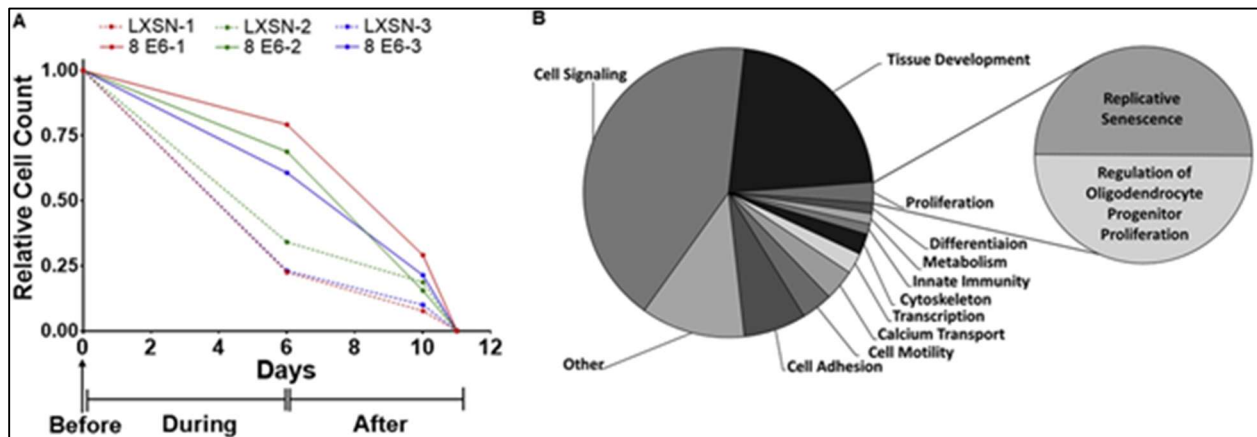 A
LXSN-1 LXSN-2 LXSN-3
8 E6-1 8 E6-2 8 E6-3
Relative Cell Count
1.00
0.75
0.50
0.25
0.00
0 2 4 6 8 10 12
Days
Before During After
B
Cell Signaling
Tissue Development
Proliferation
Differentiaion
Metabolism
Innate Immunity
Cytoskeleton
Transcription
Calcium Transport
Cell Motility
Cell Adhesion
Other
Replicative
Senescence
Regulation of
Oligodendrocyte
Progenitor
Proliferation